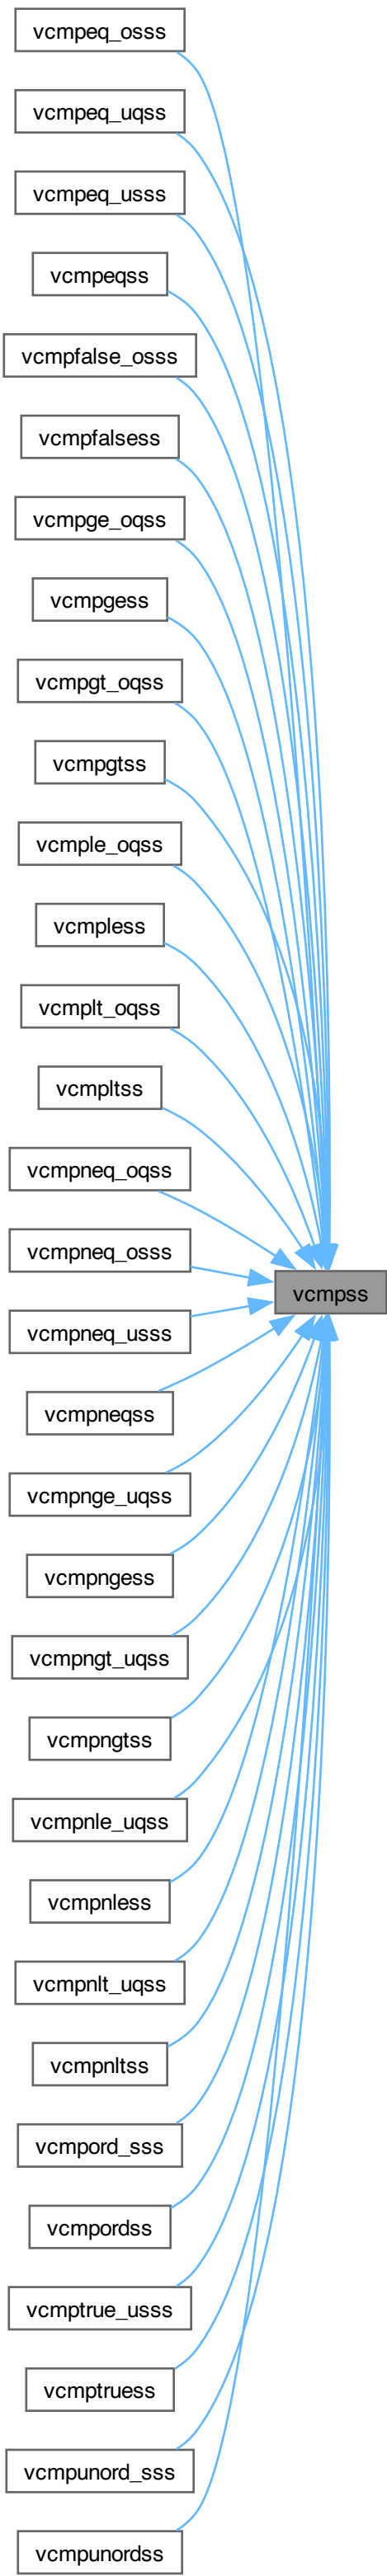 vcmpeq_osss
vcmpeq_uqss
vcmpeq_usss
vcmpeqss
vcmpfalse_osss
vcmpfalsess
vcmpge_oqss
vcmpgess
vcmpgt_oqss
vcmpgtss
vcmple_oqss
vcmpless
vcmplt_oqss
vcmpltss
vcmpneq_oqss
vcmpneq_osss
vcmpss
vcmpneq_usss
vcmpneqss
vcmpnge_uqss
vcmpngess
vcmpngt_uqss
vcmpngtss
vcmpnle_uqss
vcmpnless
vcmpnlt_uqss
vcmpnltss
vcmpord_sss
vcmpordss
vcmptrue_usss
vcmptruess
vcmpunord_sss
vcmpunordss